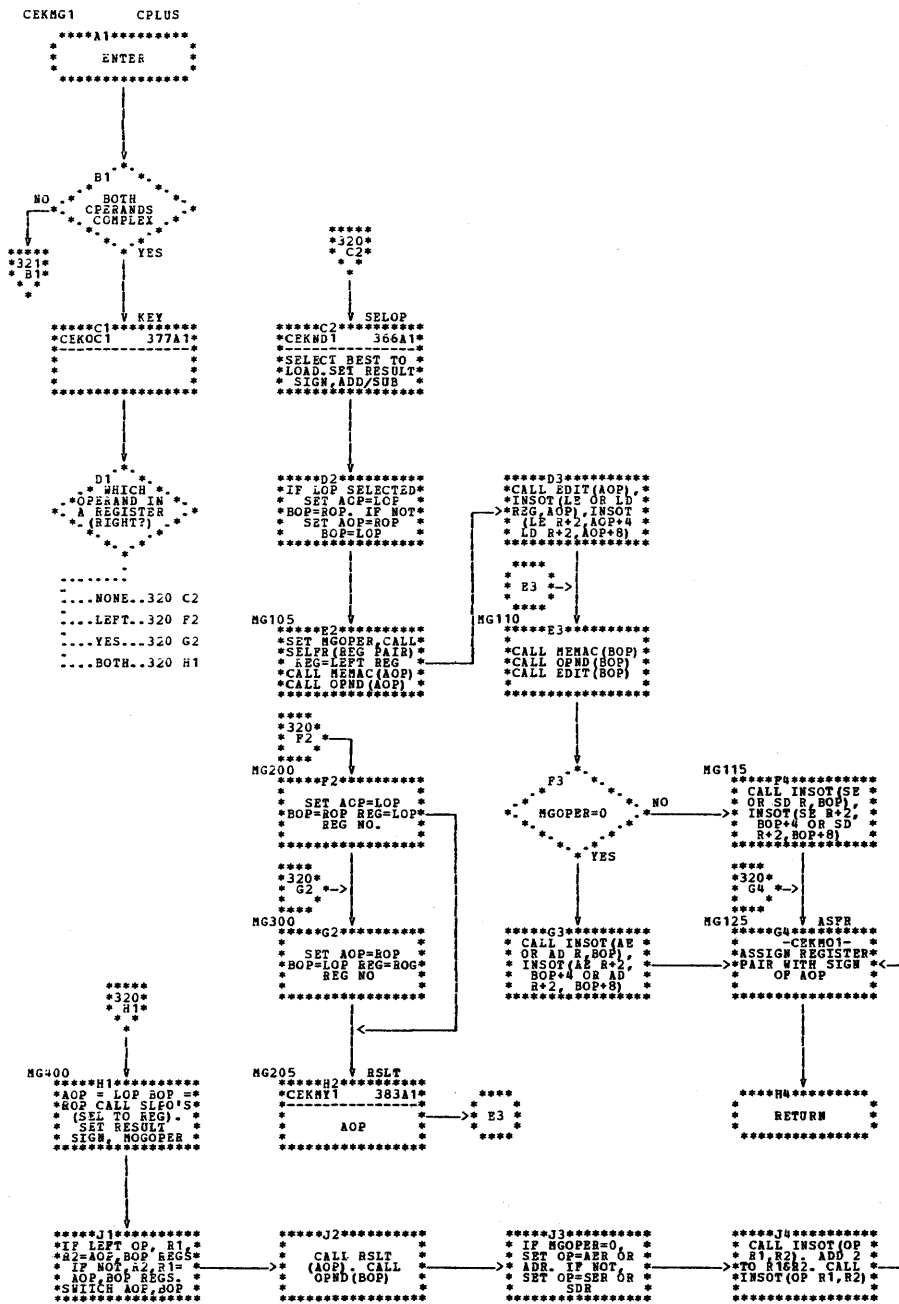 CEKMG1 CPLUS
A1
ENTER
B1
BOTH
CPERANDS
COMPLEX
NO
YES
321
B1
320
C2
KEY
C1
CEKOC1 377A1
SELOP
C2
CEKND1 366A1
SELECT BEST TO
LOAD.SET RESULT
SIGN,ADD/SUB
D1
WHICH
OPERAND IN
A REGISTER
(RIGHT?)
....NONE..320 C2
....LEFT..320 F2
....YES...320 G2
....BOTH..320 H1
D2
IF LOP SELECTED
SET AOP=LOP
BOP=ROP. IF NOT
SET AOP=ROP
BOP=LOP
D3
CALL EDIT(AOP),
INSOT(LE OR LD
REG,AOP),INSOT
(LE R+2,AOP+4
LD R+2,AOP+8)
E3
MG105
E2
SET MGOPER,CALL
SELFR(REG PAIR)
REG=LEFT REG
CALL MEMAC(AOP)
CALL OPND(AOP)
MG110
E3
CALL MEMAC(BOP)
CALL OPND(BOP)
CALL EDIT(BOP)
320
F2
MG200
F2
SET AOP=LOP
BOP=ROP REG=LOP
REG NO.
F3
MGOPER=0
NO
YES
MG115
F4
CALL INSOT(SE
OR SD R,BOP),
INSOT(SE R+2,
BOP+4 OR SD
R+2,BOP+8)
320
G2
320
G4
MG300
G2
SET AOP=ROP
BOP=LOP REG=ROG
REG NO
G3
CALL INSOT(AE
OR AD R,BOP),
INSOT(AE R+2,
BOP+4 OR AD
R+2, BOP+8)
MG125 ASFR
G4
-CEKMO1-
ASSIGN REGISTER
PAIR WITH SIGN
OF AOP
320
H1
MG400
H1
AOP = LOP BOP =
ROP CALL SLPO'S
(SEL TO REG).
SET RESULT
SIGN, MOGOPER
MG205 RSLT
H2
CEKMY1 383A1
AOP
E3
H4
RETURN
J1
IF LEFT OP, R1,
R2=AOP,BOP REGS
IF NOT,R2,R1=
AOP,BOP REGS.
SWITCH AOP,BOP
J2
CALL RSLT
(AOP). CALL
OPND(BOP)
J3
IF MGOPER=0,
SET OP=AER OR
ADR. IF NOT,
SET OP=SER OR
SDR
J4
CALL INSOT(OP
R1,R2). ADD 2
TO R1&R2. CALL
INSOT(OP R1,R2)